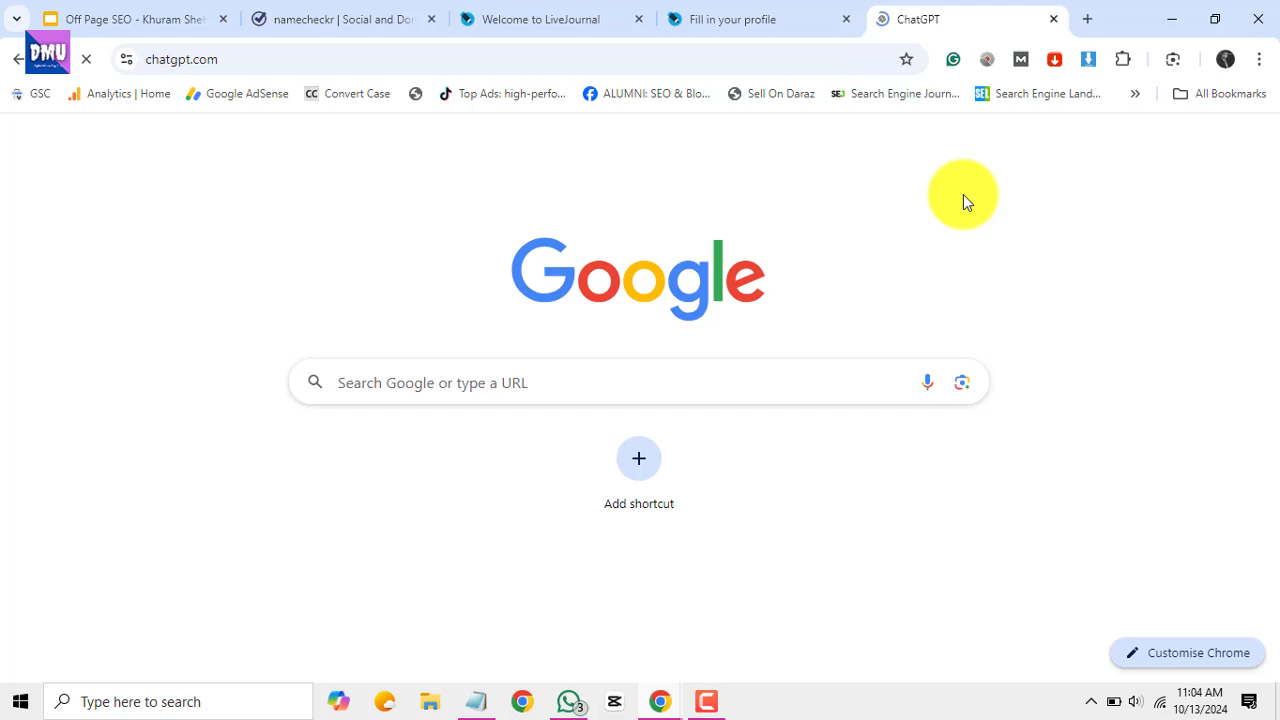 Off Page SEO - Khuram Sheh
namecheckr | Social and Dor
Welcome to LiveJournal
Fill in your profile
ChatGPT
DMU
chatgpt.com
GSC
Analytics | Home
Google AdSense
CC Convert Case
Top Ads: high-perfo...
ALUMNI: SEO & Blo...
Sell On Daraz
SEJ Search Engine Journ...
SEL Search Engine Land...
All Bookmarks
Google
Search Google or type a URL
Add shortcut
Customise Chrome
Type here to search
3
11:04 AM
10/13/2024